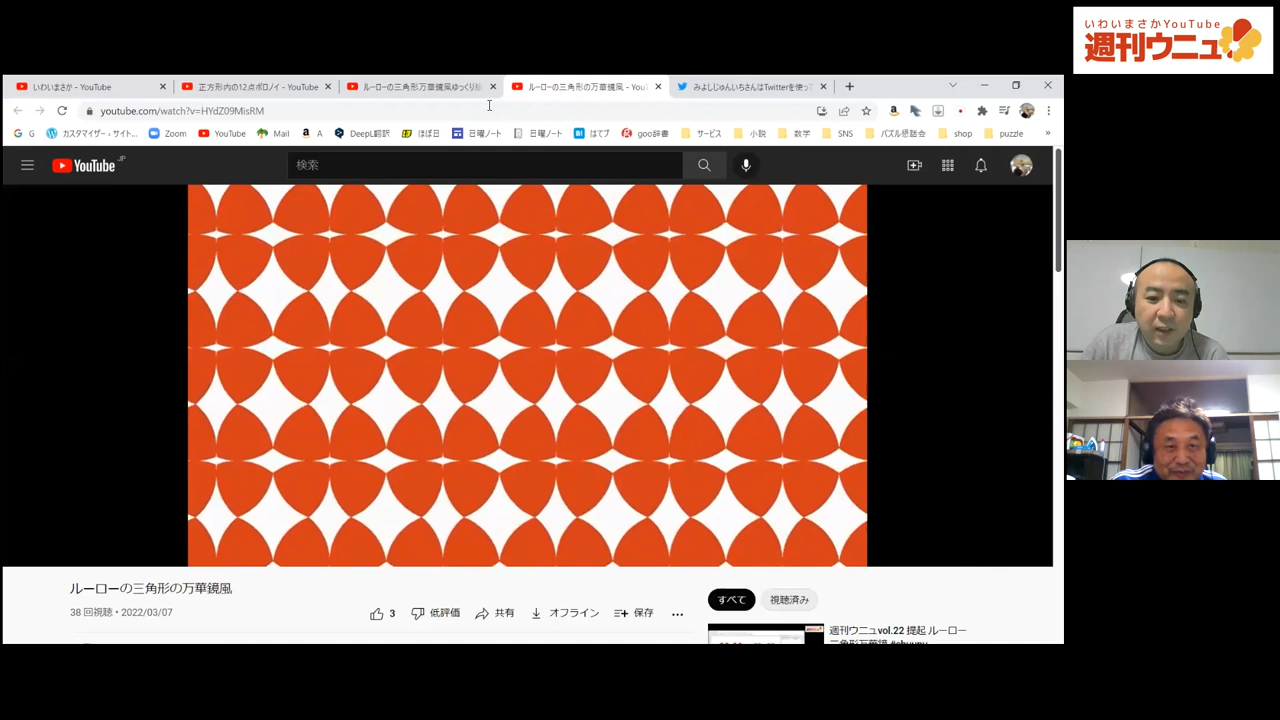 いわいまさかYouTube
週刊ウニュ
いわいまさか - YouTube
正方形内の12点ボロノイ - YouTube
ルーローの三角形万華鏡風ゆっくり
ルーローの三角形の万華鏡風 - You
みよしじゅんいちさんはTwitterを使っ
youtube.com/watch?v=HYdZ09MisRM
G
カスタマイザー - サイト...
Zoom
YouTube
Mail
A
DeepL翻訳
ほぼ日
日曜ノート
日曜ノート
はてブ
goo辞書
サービス
小説
数学
SNS
パズル懇話会
shop
puzzle
»
YouTube JP
検索
ルーローの三角形の万華鏡風
38 回視聴・2022/03/07
3
低評価
共有
オフライン
保存
すべて
視聴済み
週刊ウニュvol.22 提起 ルーロー